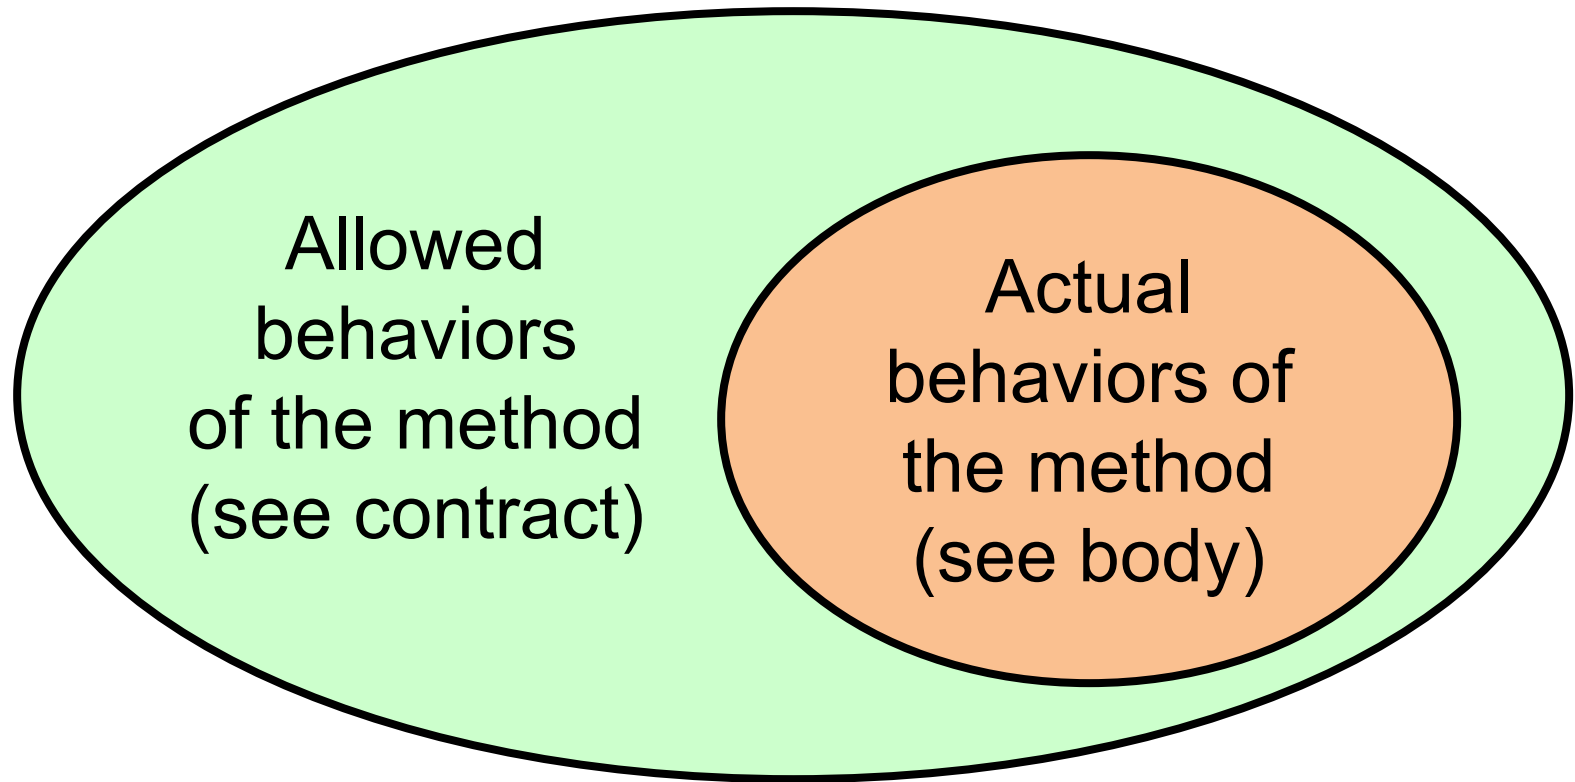 Allowed
behaviors
of the method
(see contract)
Actual
behaviors of
the method
(see body)